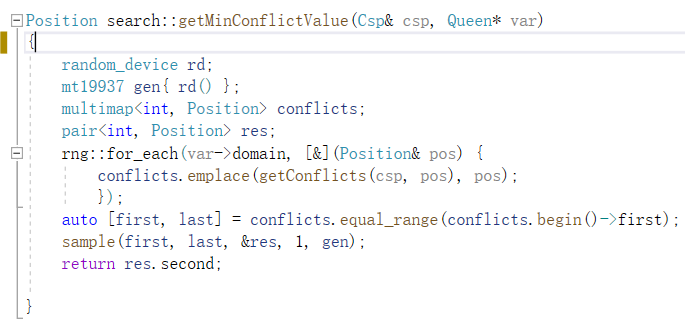 Position search::getMinConflictValue(Csp& csp, Queen* var)
{
    random_device rd;
    mt19937 gen{ rd() };
    multimap<int, Position> conflicts;
    pair<int, Position> res;
    rng::for_each(var->domain, [&](Position& pos) {
        conflicts.emplace(getConflicts(csp, pos), pos);
        });
    auto [first, last] = conflicts.equal_range(conflicts.begin()->first);
    sample(first, last, &res, 1, gen);
    return res.second;
}